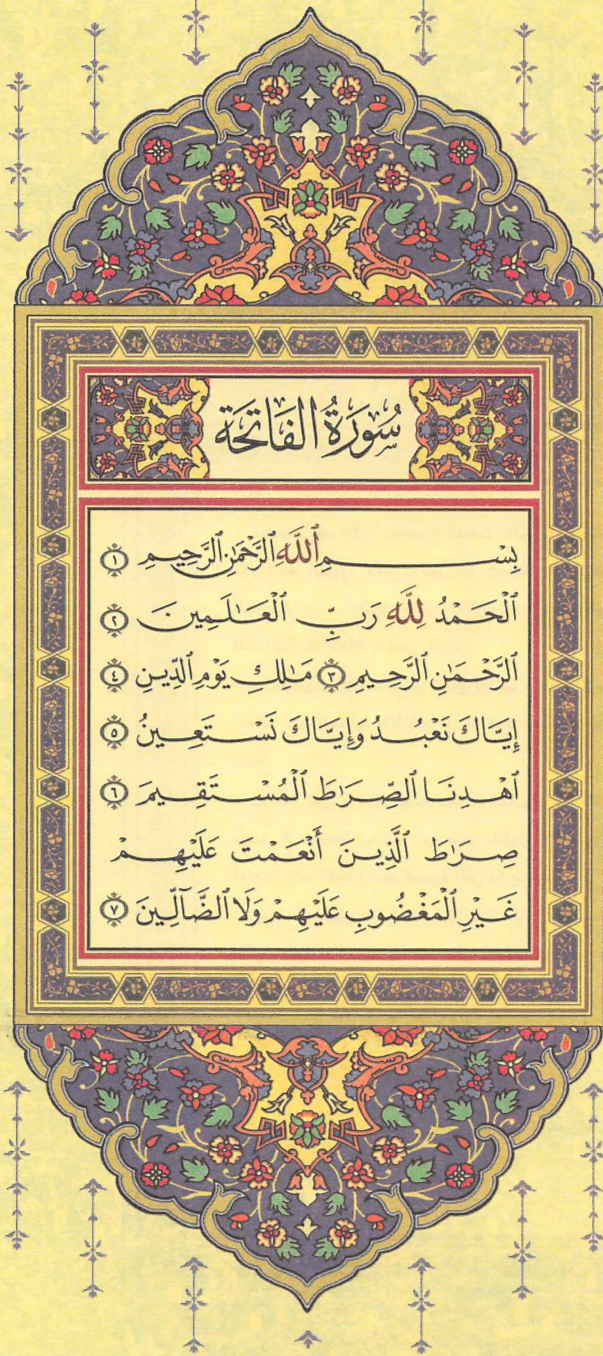 سُورَةُ الفَاتِحَة
بِسْمِ ٱللَّهِ ٱلرَّحْمَٰنِ ٱلرَّحِيمِ ١
ٱلْحَمْدُ لِلَّهِ رَبِّ ٱلْعَٰلَمِينَ ٢
ٱلرَّحْمَٰنِ ٱلرَّحِيمِ ٣ مَٰلِكِ يَوْمِ ٱلدِّينِ ٤
إِيَّاكَ نَعْبُدُ وَإِيَّاكَ نَسْتَعِينُ ٥
ٱهْدِنَا ٱلصِّرَٰطَ ٱلْمُسْتَقِيمَ ٦
صِرَٰطَ ٱلَّذِينَ أَنْعَمْتَ عَلَيْهِمْ
غَيْرِ ٱلْمَغْضُوبِ عَلَيْهِمْ وَلَا ٱلضَّآلِّينَ ٧